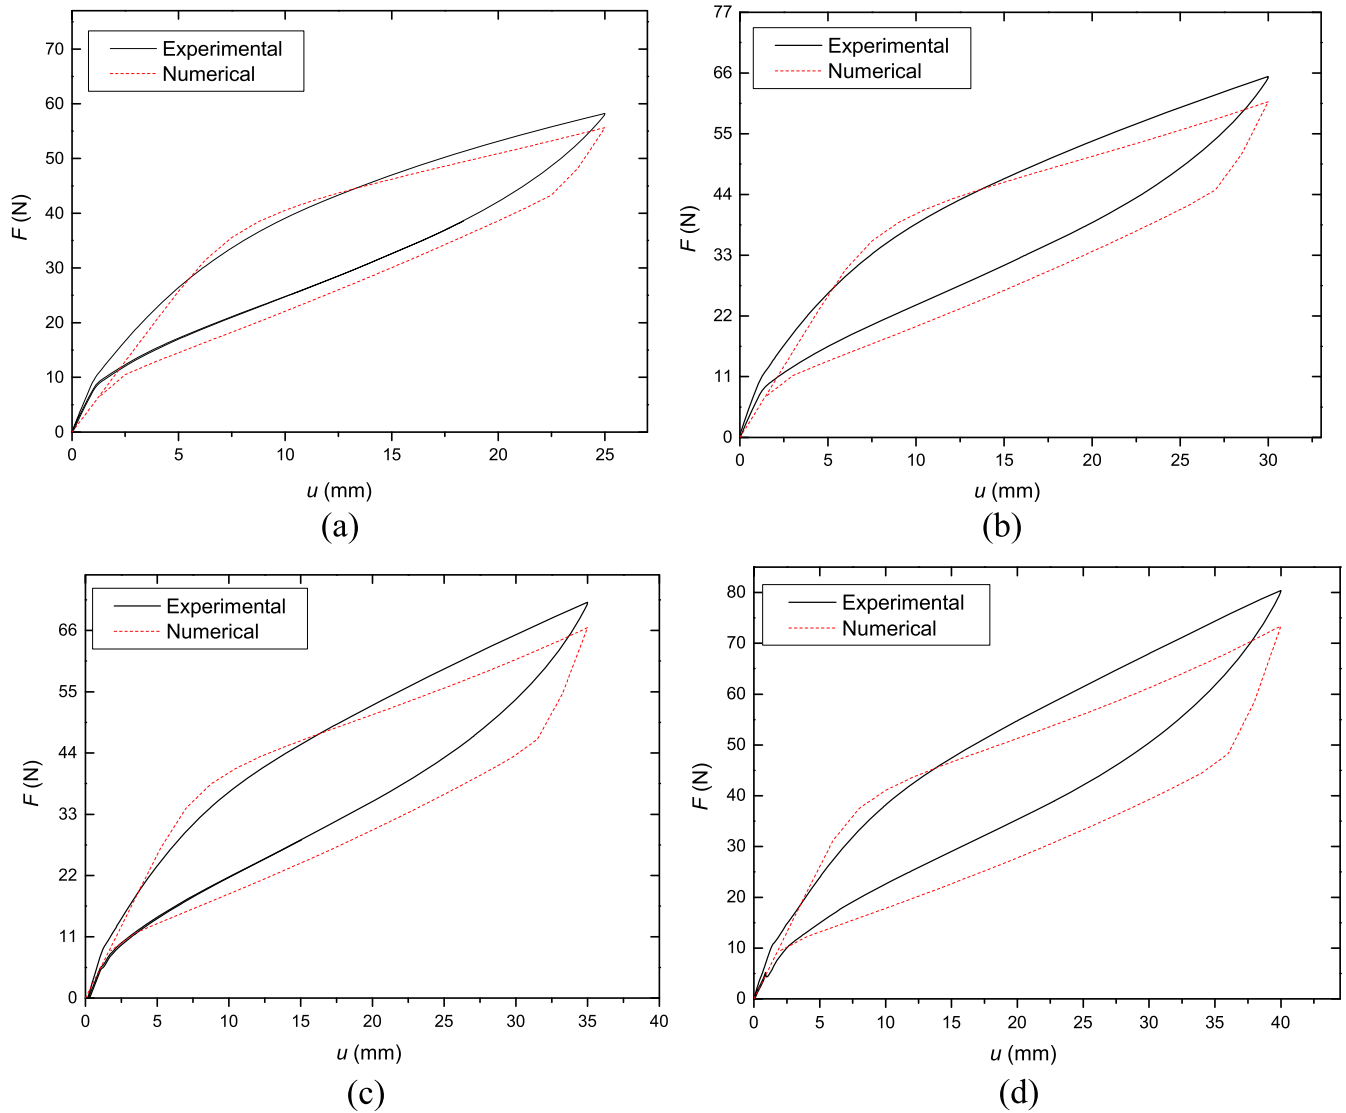 Experimental
Numerical
70
60
50
40
30
20
10
0
F (N)
0 5 10 15 20 25
u (mm)
(a)
Experimental
Numerical
77
66
55
44
33
22
11
0
F (N)
0 5 10 15 20 25 30
u (mm)
(b)
Experimental
Numerical
66
55
44
33
22
11
0
F (N)
0 5 10 15 20 25 30 35 40
u (mm)
(c)
Experimental
Numerical
80
70
60
50
40
30
20
10
0
F (N)
0 5 10 15 20 25 30 35 40
u (mm)
(d)